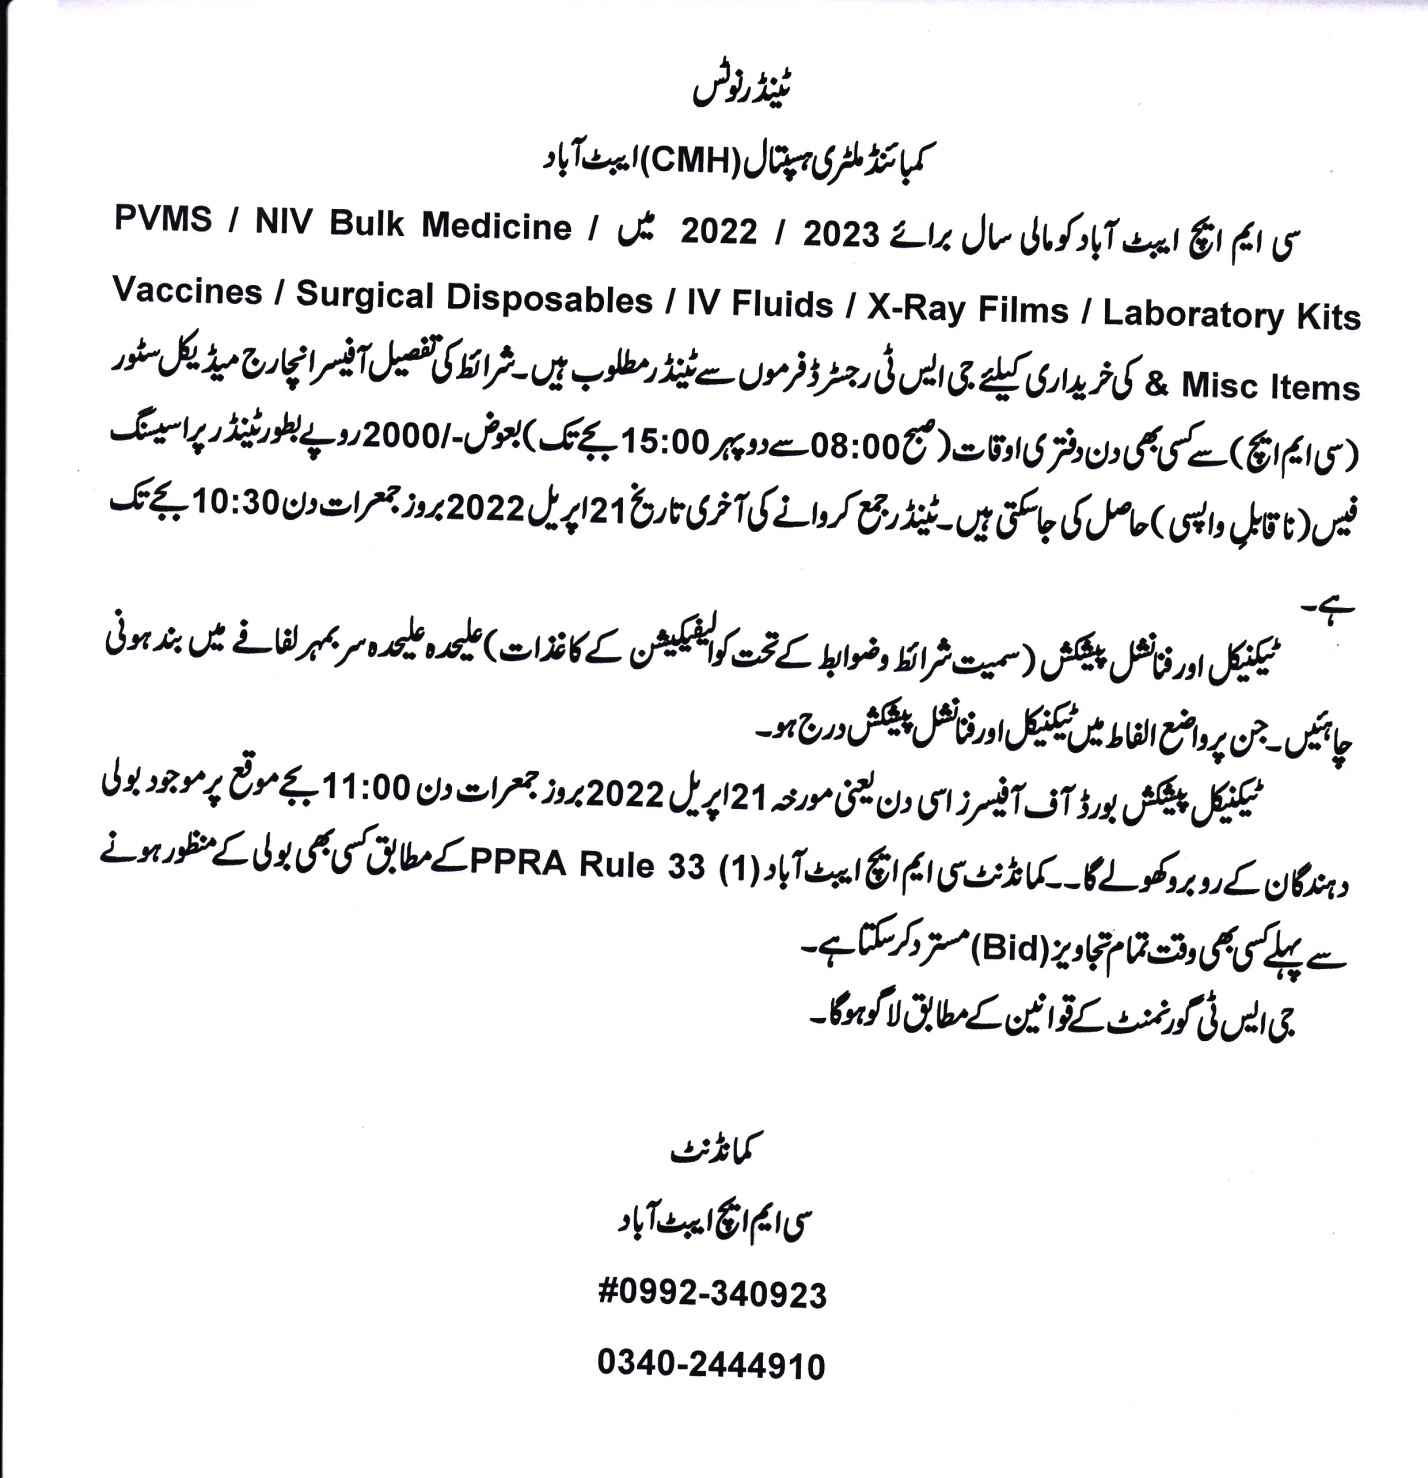 ٹینڈر نوٹس
کمبائنڈ ملٹری ہسپتال (CMH) ایبٹ آباد
سی ایم ایچ ایبٹ آباد کو مالی سال برائے 2023 / 2022 میں PVMS / NIV Bulk Medicine /
Vaccines / Surgical Disposables / IV Fluids / X-Ray Films / Laboratory Kits
& Misc Items کی خریداری کیلئے جی ایس ٹی رجسٹرڈ فرموں سے ٹینڈر مطلوب ہیں۔ شرائط کی تفصیل آفیسر انچارج میڈیکل سٹور
(سی ایم ایچ) سے کسی بھی دن دفتری اوقات (صبح 08:00 سے دوپہر 15:00 بجے تک) بعوض -/2000 روپے بطور ٹینڈر پراسیسنگ
فیس (ناقابلِ واپسی) حاصل کی جاسکتی ہیں۔ ٹینڈر جمع کروانے کی آخری تاریخ 21 اپریل 2022 بروز جمعرات دن 10:30 بجے تک
ہے۔
ٹیکنیکل اور فنانشل پیشکش (سمیت شرائط و ضوابط کے تحت کوالیفیکیشن کے کاغذات) علیحدہ علیحدہ سر بمہر لفافے میں بند ہونی
چاہئیں۔ جن پر واضع الفاط میں ٹیکنیکل اور فنانشل پیشکش درج ہو۔
ٹیکنیکل پیشکش بورڈ آف آفیسرز اسی دن یعنی مورخہ 21 اپریل 2022 بروز جمعرات دن 11:00 بجے موقع پر موجود بولی
دہندگان کے روبرو کھولے گا۔۔ کمانڈنٹ سی ایم ایچ ایبٹ آباد PPRA Rule 33 (1) کے مطابق کسی بھی بولی کے منظور ہونے
سے پہلے کسی بھی وقت تمام تجاویز (Bid) مسترد کرسکتا ہے۔
جی ایس ٹی گورنمنٹ کے قوانین کے مطابق لاگو ہوگا۔
کمانڈنٹ
سی ایم ایچ ایبٹ آباد
#0992-340923
0340-2444910